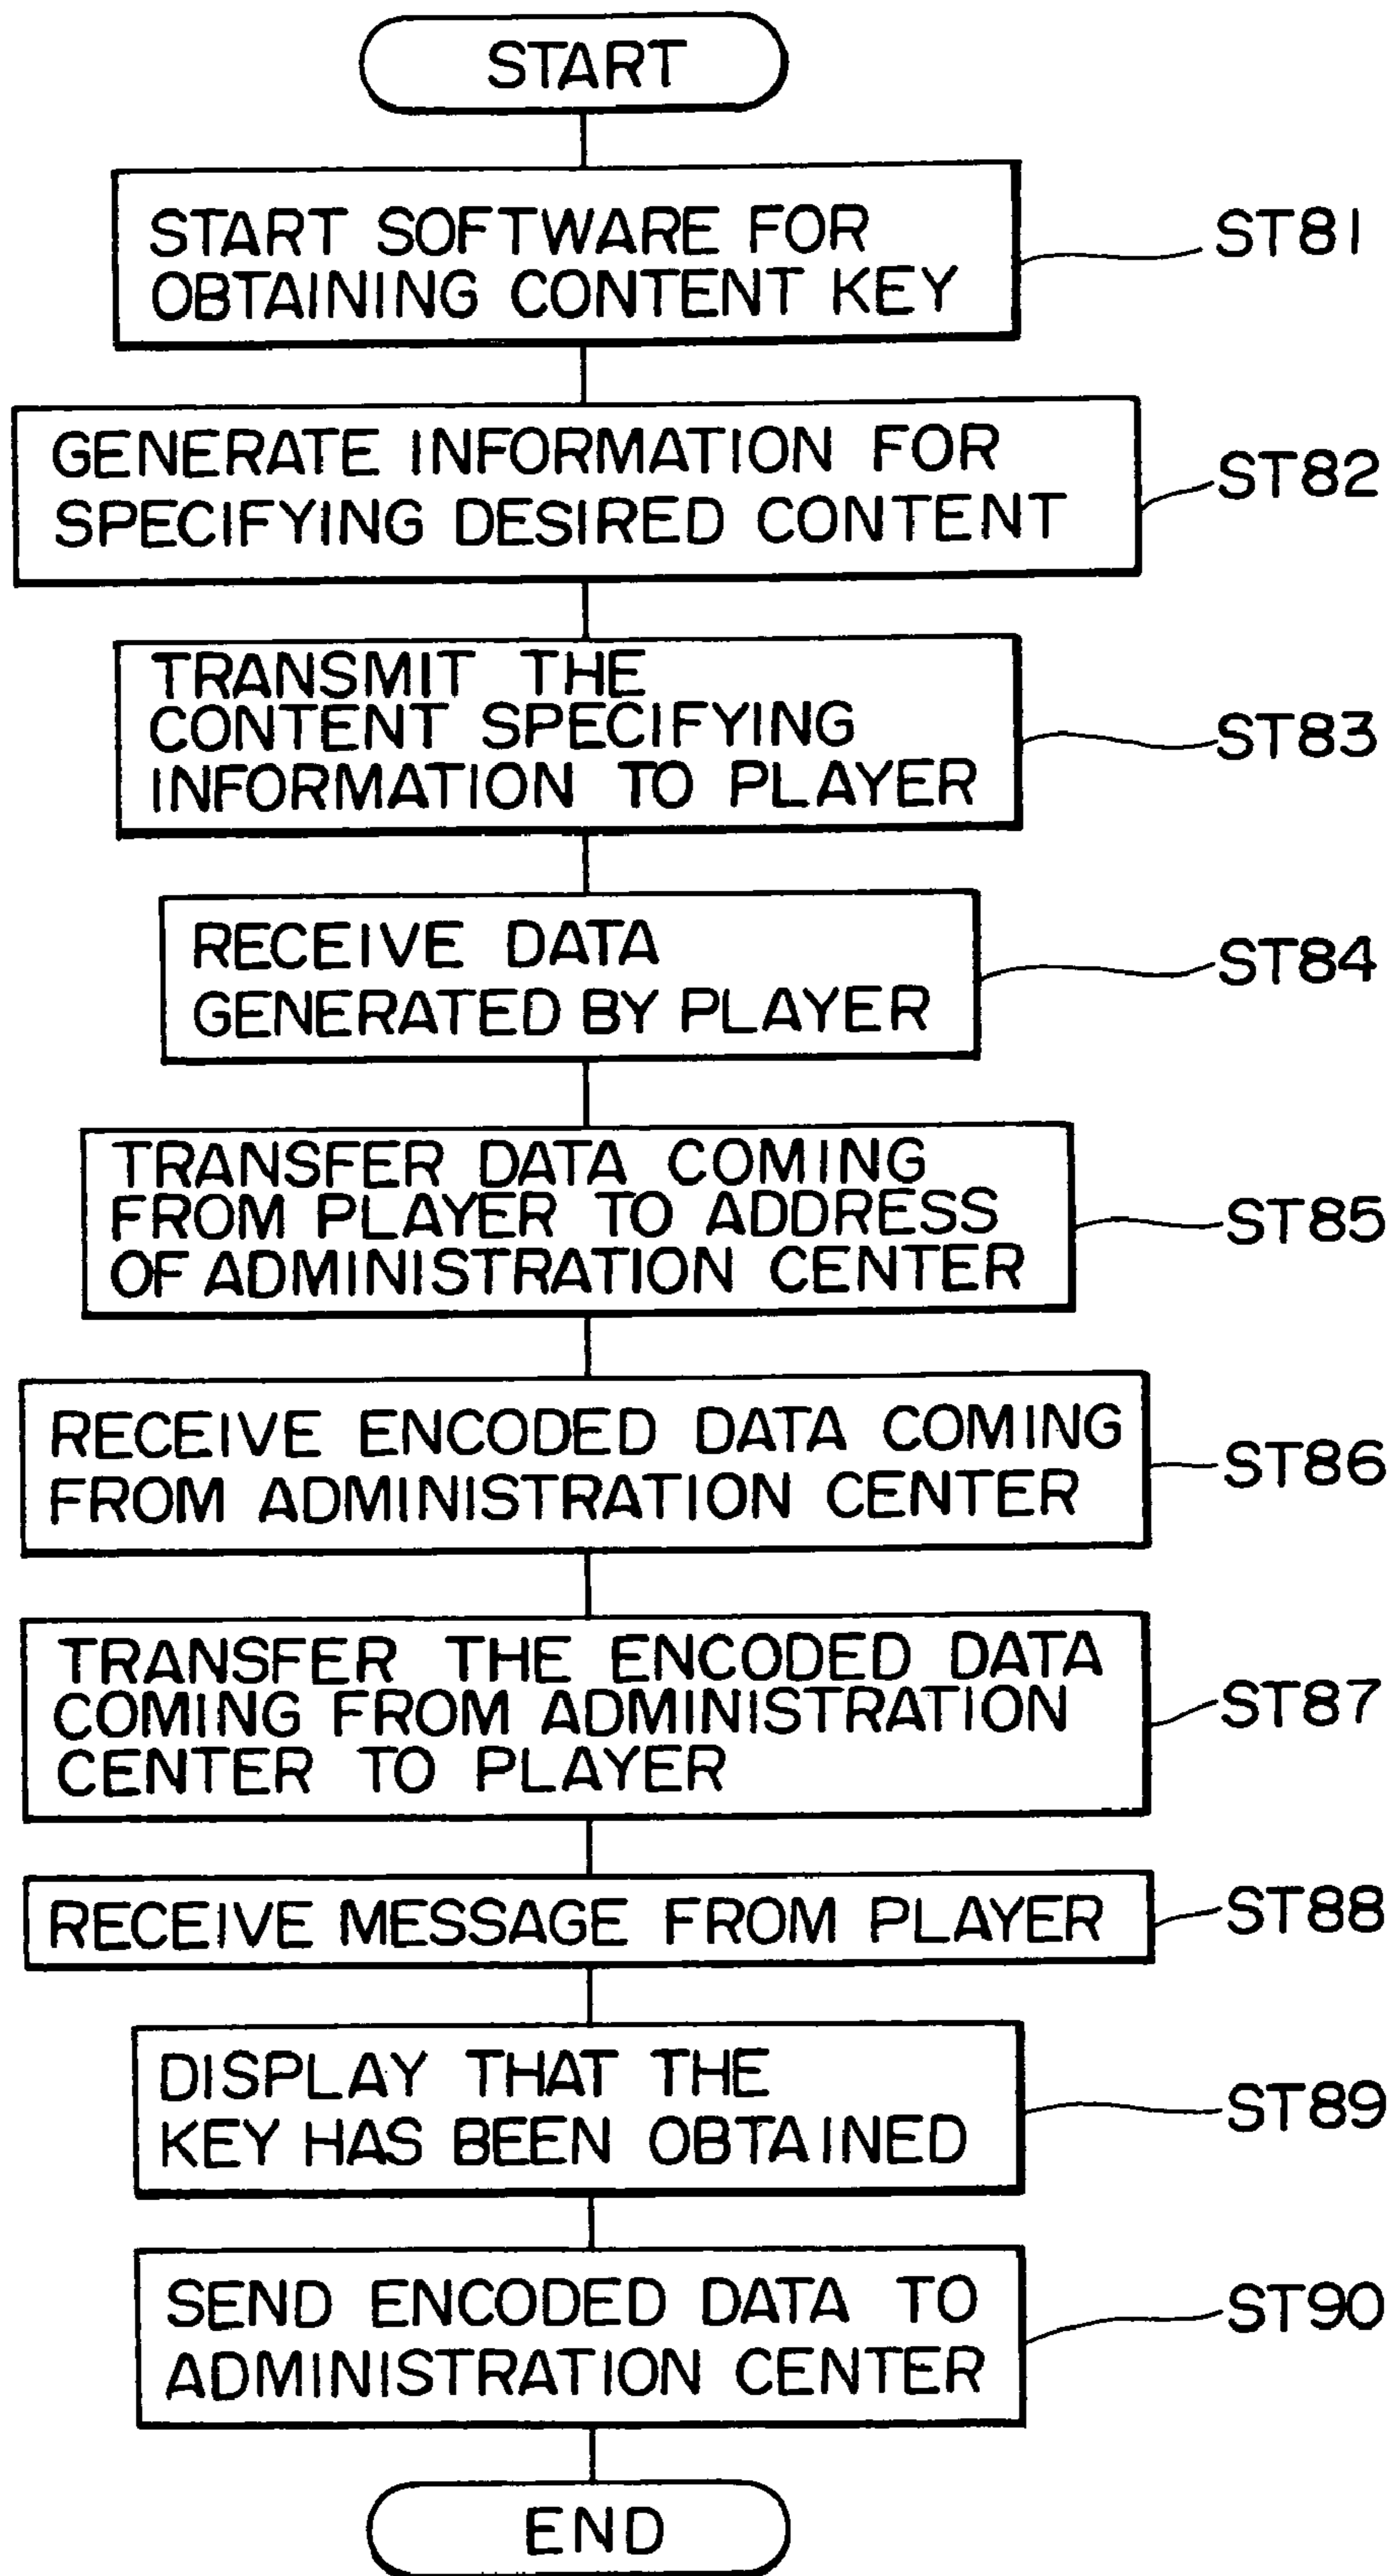 START
START SOFTWARE FOR
OBTAINING CONTENT KEY
ST81
GENERATE INFORMATION FOR
SPECIFYING DESIRED CONTENT
ST82
TRANSMIT THE
CONTENT SPECIFYING
INFORMATION TO PLAYER
ST83
RECEIVE DATA
GENERATED BY PLAYER
ST84
TRANSFER DATA COMING
FROM PLAYER TO ADDRESS
OF ADMINISTRATION CENTER
ST85
RECEIVE ENCODED DATA COMING
FROM ADMINISTRATION CENTER
ST86
TRANSFER THE ENCODED DATA
COMING FROM ADMINISTRATION
CENTER TO PLAYER
ST87
RECEIVE MESSAGE FROM PLAYER
ST88
DISPLAY THAT THE
KEY HAS BEEN OBTAINED
ST89
SEND ENCODED DATA TO
ADMINISTRATION CENTER
ST90
END